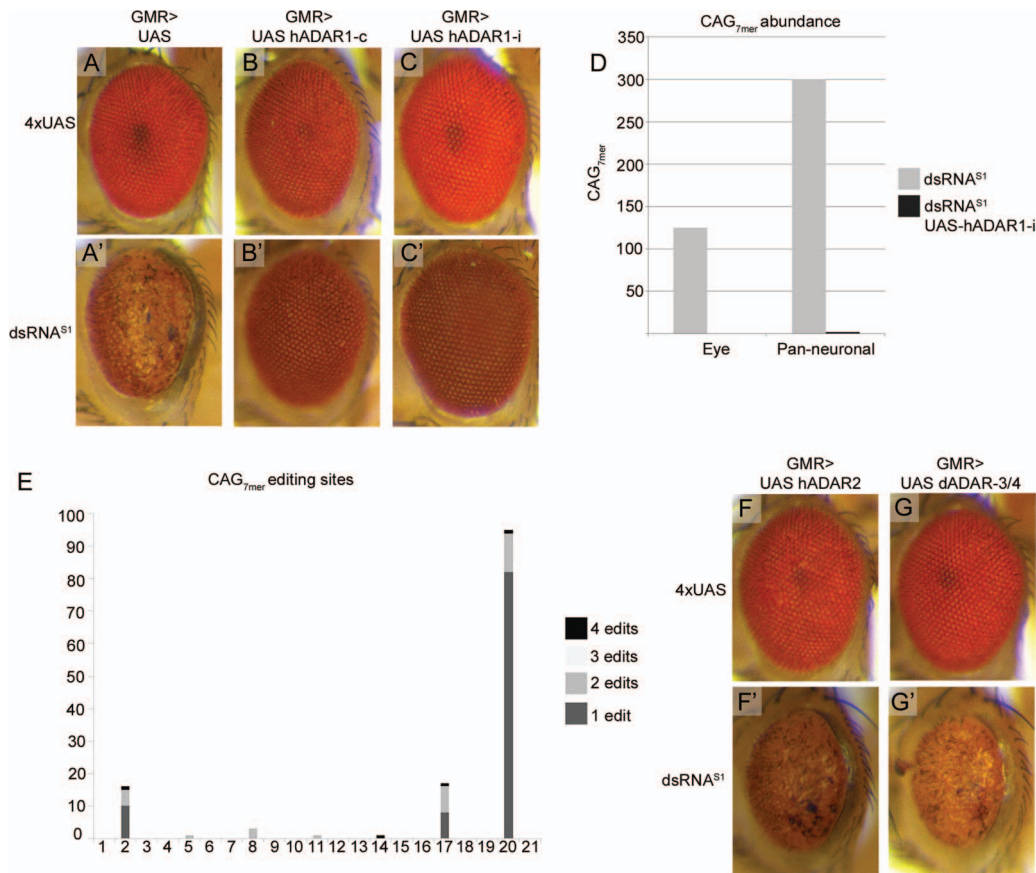 GMR>
UAS
GMR>
UAS hADAR1-c
GMR>
UAS hADAR1-i
4xUAS
A
B
C
dsRNA^S1
A'
B'
C'
D
CAG7mer abundance
CAG7mer
350
300
250
200
150
100
50
Eye
Pan-neuronal
dsRNA^S1
dsRNA^S1
UAS-hADAR1-i
E
CAG7mer editing sites
100
90
80
70
60
50
40
30
20
10
0
1 2 3 4 5 6 7 8 9 10 11 12 13 14 15 16 17 18 19 20 21
4 edits
3 edits
2 edits
1 edit
GMR>
UAS hADAR2
GMR>
UAS dADAR-3/4
4xUAS
F
G
dsRNA^S1
F'
G'